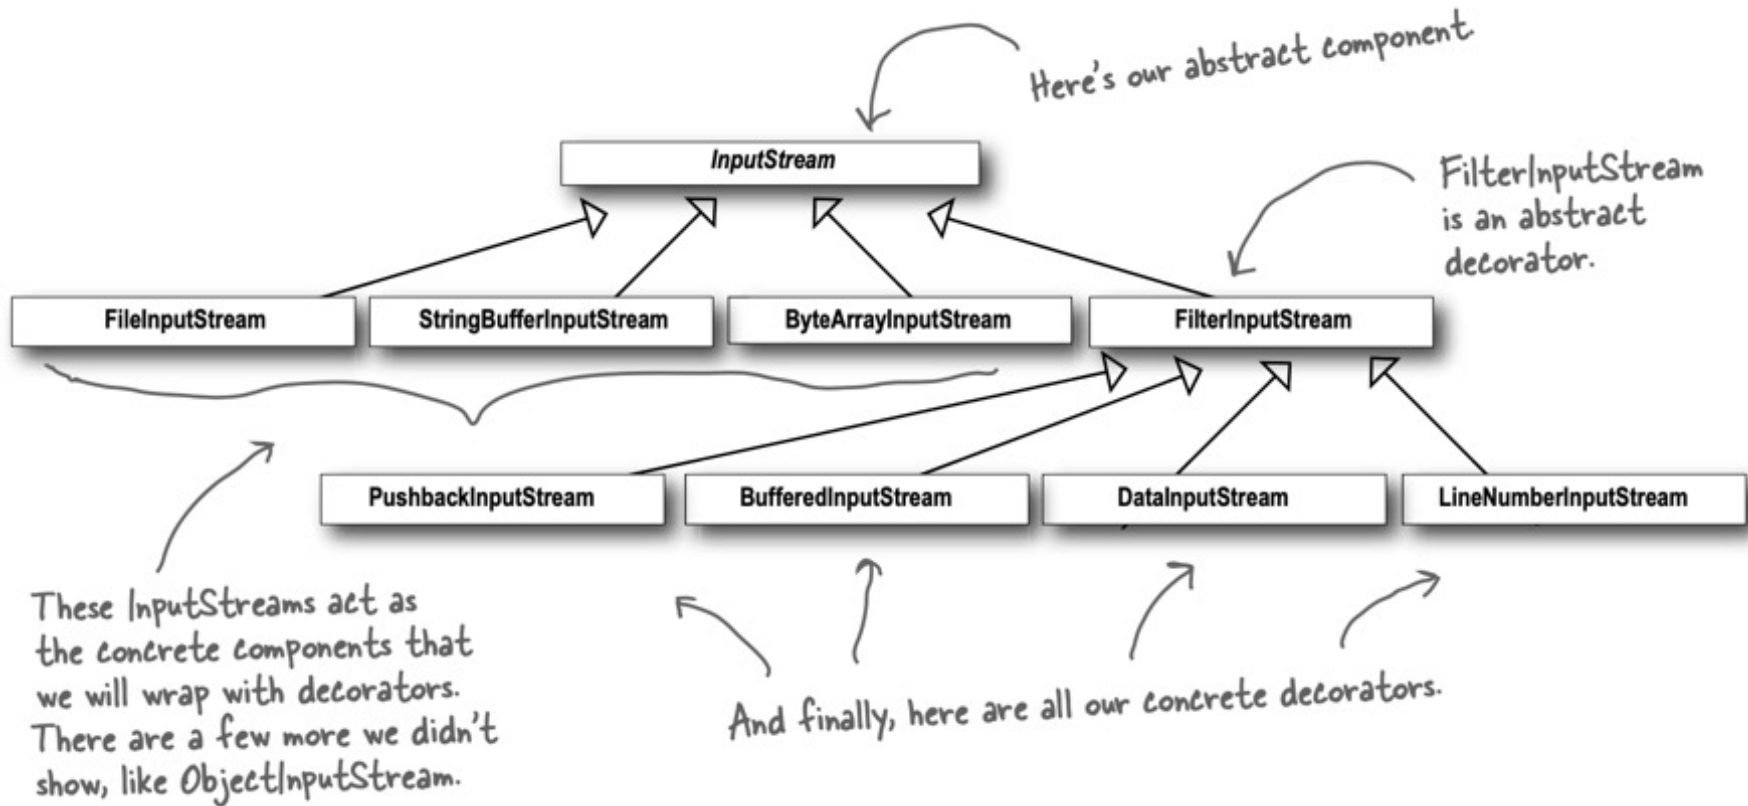 Here's our abstract component
InputStream
FilterInputStream
is an abstract
decorator.
FileInputStream
StringBufferInputStream
ByteArrayInputStream
FilterInputStream
PushbackInputStream
BufferedInputStream
DataInputStream
LineNumberInputStream
These InputStreams act as
the concrete components that
we will wrap with decorators.
There are a few more we didn't
show, like ObjectInputStream.
And finally, here are all our concrete decorators.